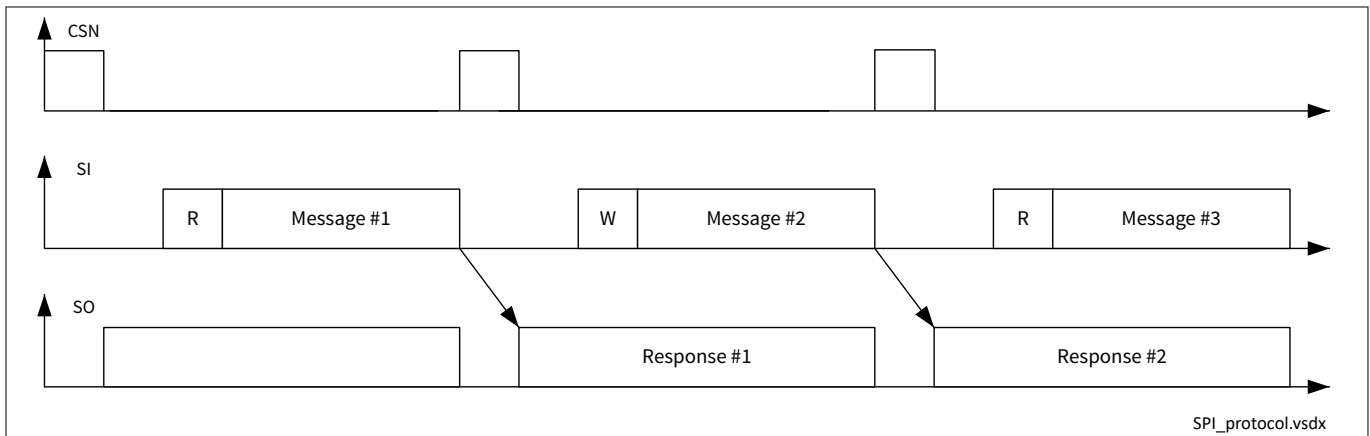 CSN
SI
R Message #1 W Message #2 R Message #3
SO
Response #1 Response #2
SPI_protocol.vsdx